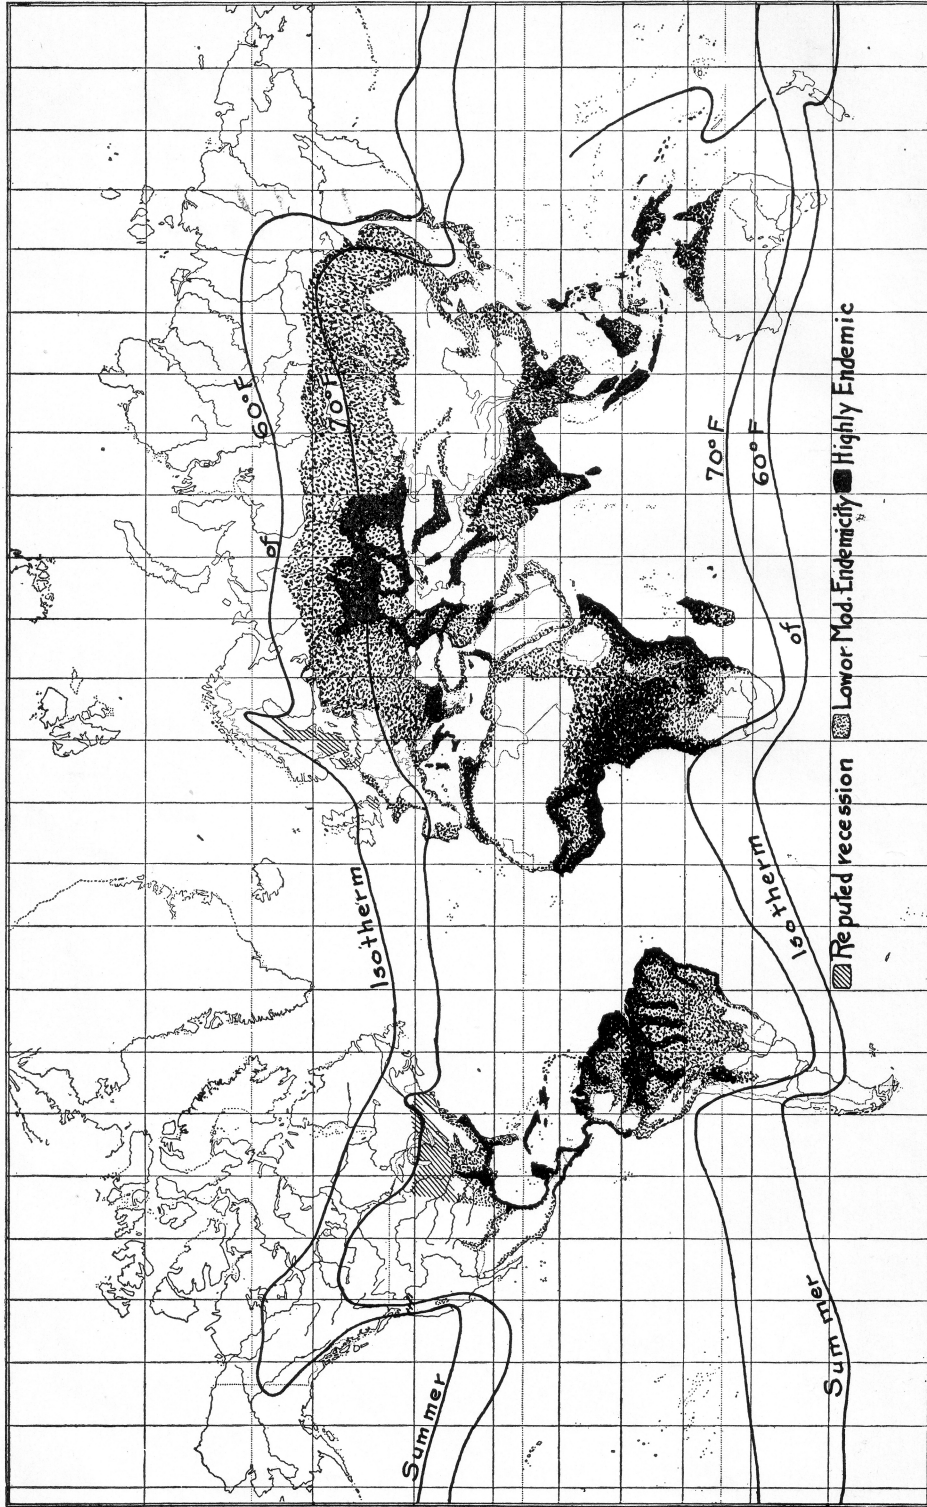 60°F
of
70°F
Isotherm
Summer
70°F
60°F
of
Isotherm
Summer
Reputed recession Low or Mod. Endemicity Highly Endemic